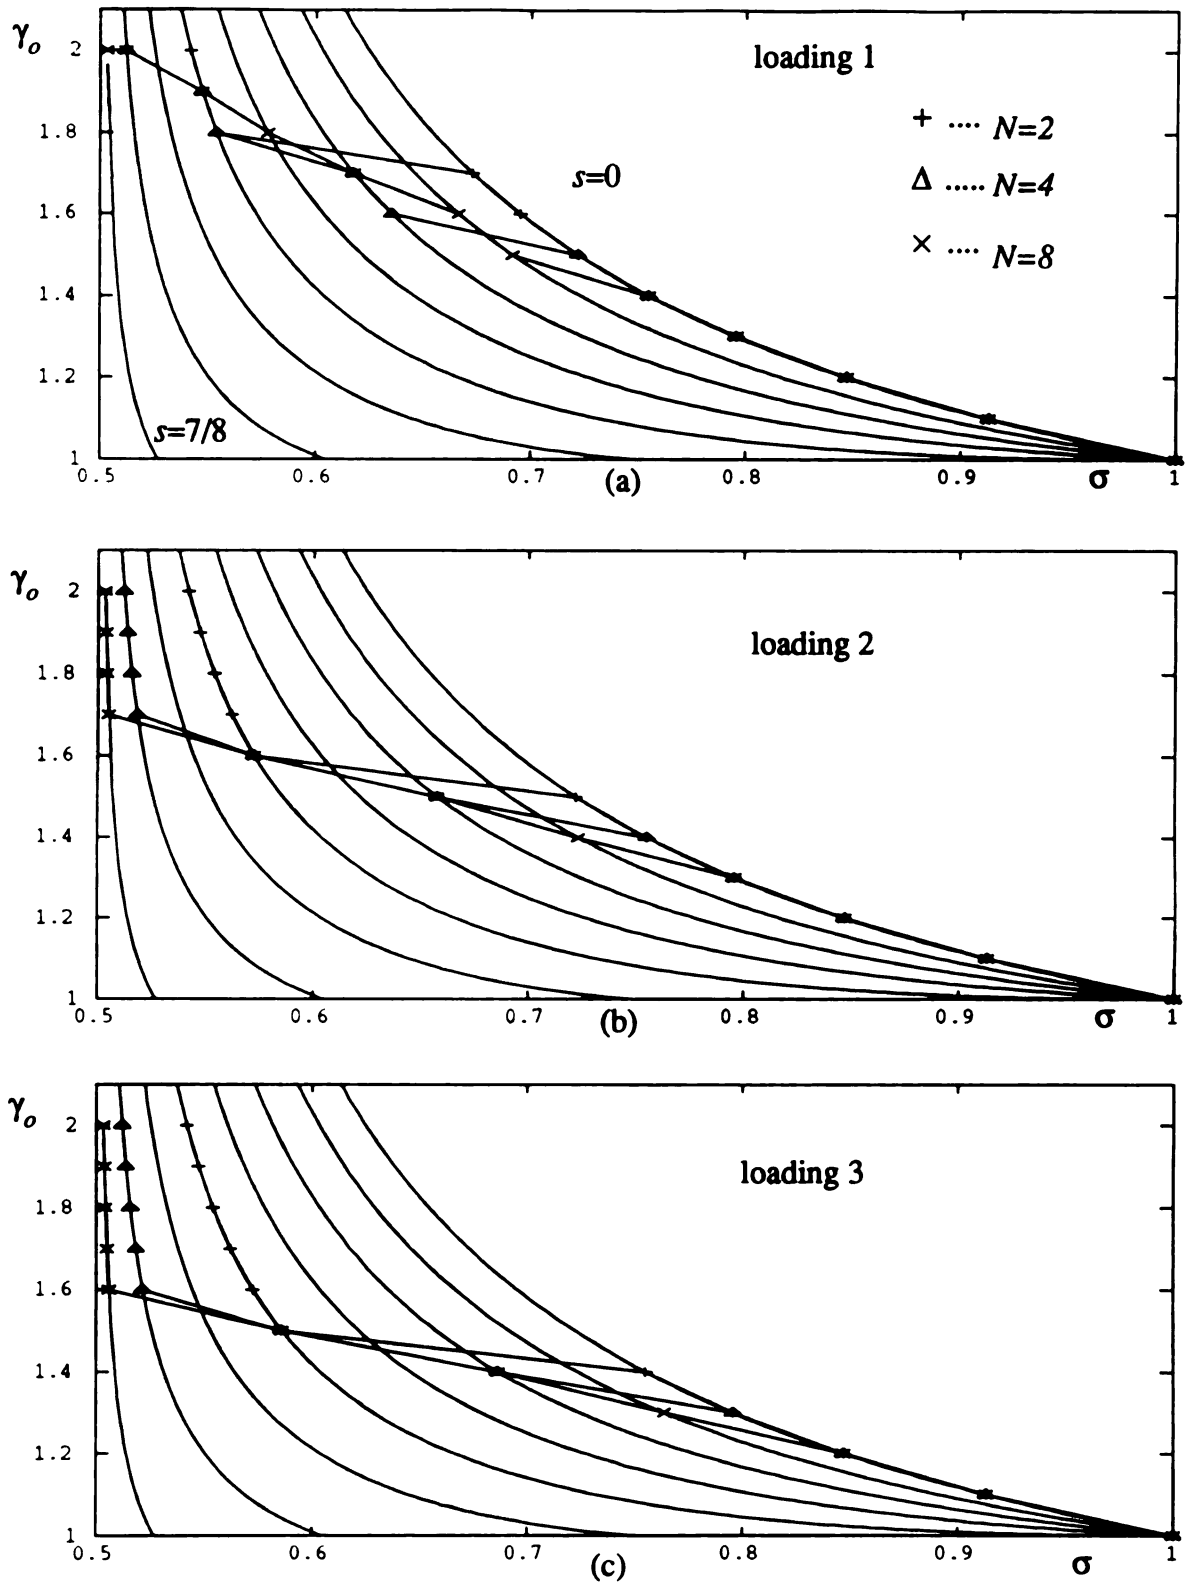 γo
2
1.8
1.6
1.4
1.2
1
loading 1
+ .... N=2
Δ ..... N=4
× .... N=8
s=0
s=7/8
0.5
0.6
0.7
0.8
0.9
σ
1
(a)
γo
2
1.8
1.6
1.4
1.2
1
loading 2
0.5
0.6
0.7
0.8
0.9
σ
1
(b)
γo
2
1.8
1.6
1.4
1.2
1
loading 3
0.5
0.6
0.7
0.8
0.9
σ
1
(c)